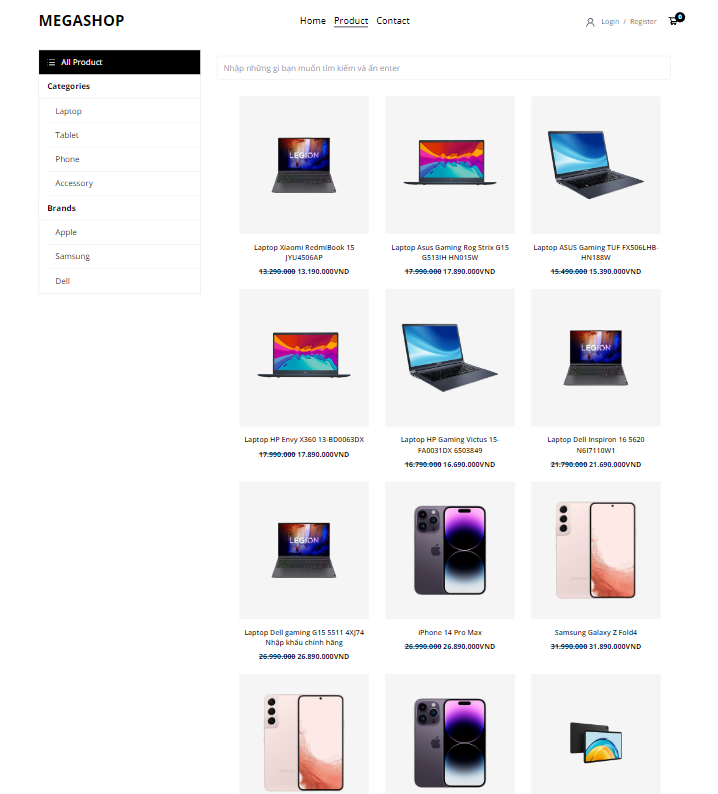 MEGASHOP
Home Product Contact
Login / Register
0
All Product
Categories
Laptop
Tablet
Phone
Accessory
Brands
Apple
Samsung
Dell
Nhập những gì bạn muốn tìm kiếm và ấn enter
LEGION
Laptop Xiaomi RedmiBook 15
JYU4506AP
13.290.000 13.190.000VND
Laptop Asus Gaming Rog Strix G15
G513IH HN015W
17.990.000 17.890.000VND
Laptop ASUS Gaming TUF FX506LHB-
HN188W
15.490.000 15.390.000VND
Laptop HP Envy X360 13-BD0063DX
17.990.000 17.890.000VND
Laptop HP Gaming Victus 15-
FA0031DX 6503849
16.790.000 16.690.000VND
LEGION
Laptop Dell Inspiron 16 5620
N6I7110W1
21.790.000 21.690.000VND
LEGION
Laptop Dell gaming G15 5511 4XJ74
Nhập khẩu chính hãng
26.990.000 26.890.000VND
iPhone 14 Pro Max
26.990.000 26.890.000VND
Samsung Galaxy Z Fold4
31.990.000 31.890.000VND